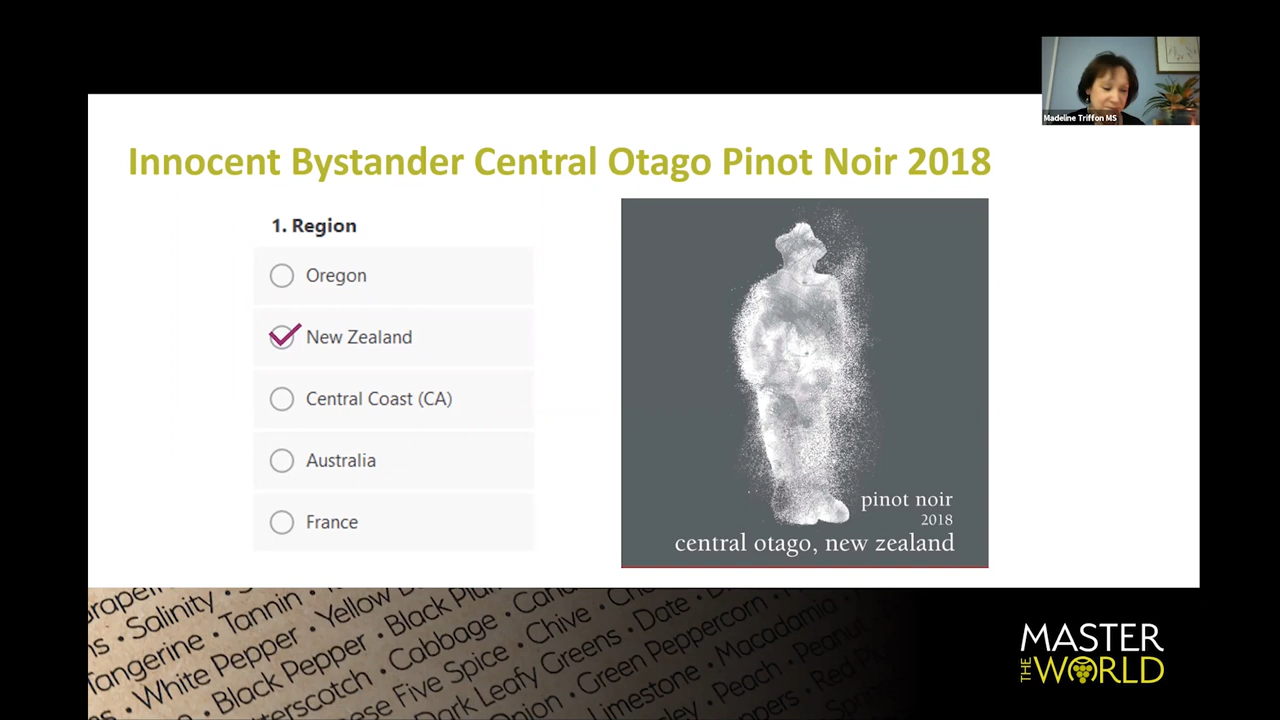 Madeline Triffon MS
Innocent Bystander Central Otago Pinot Noir 2018
1. Region
Oregon
New Zealand
Central Coast (CA)
Australia
France
pinot noir
2018
central otago, new zealand
• Salinity •
Tangerine • Tannin •
• White Pepper • Yellow
• Black Pepper • Black
• Cabbage •
Five Spice • Chive •
Dark Leafy Greens • Date •
• Green Peppercorn •
Limestone • Macadamia •
• Peach • Peanut
MASTER
THE WORLD